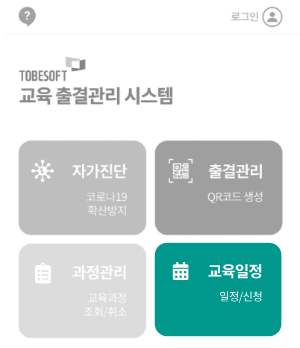 ?
로그인
TOBESOFT
교육 출결관리 시스템
자가진단
코로나19
확산방지
출결관리
QR코드 생성
과정관리
교육과정
조회/취소
교육일정
일정/신청